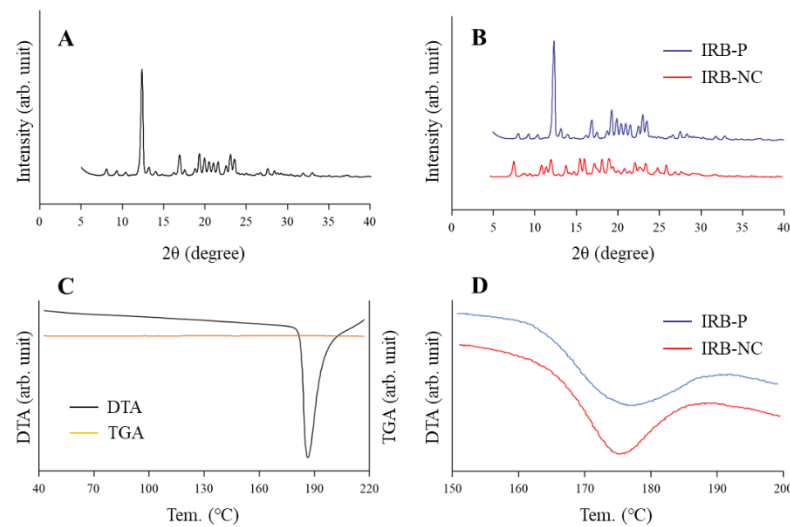 A
Intensity (arb. unit)
0 5 10 15 20 25 30 35 40
2θ (degree)
B
IRB-P
IRB-NC
Intensity (arb. unit)
0 5 10 15 20 25 30 35 40
2θ (degree)
C
DTA
TGA
DTA (arb. unit)
TGA (arb. unit)
40 100 130 190 220
Tem. (℃)
D
IRB-P
IRB-NC
DTA (arb. unit)
150 160 170 180 190 200
Tem. (℃)